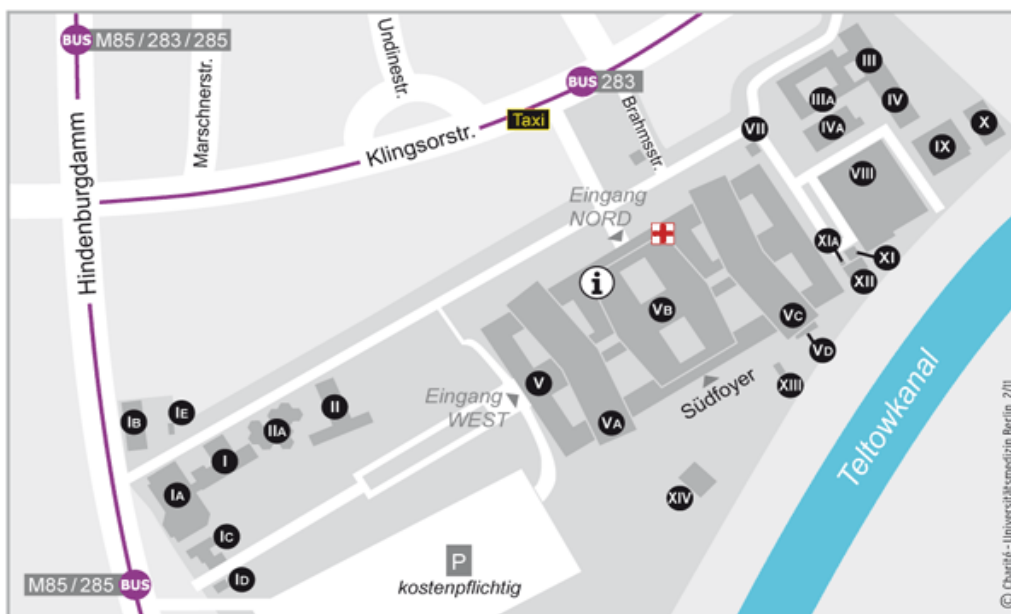 BUS M85 / 283 / 285
Marschnerstr.
Undinestr.
BUS 283
Taxi
Klingsorstr.
Brahmsstr.
Hindenburgdamm
III
IIIA
IV
IVA
VII
IX
X
VIII
Eingang
NORD
XIA
XI
XII
i
VB
VC
VD
XIII
V
VA
Südfoyer
Eingang
WEST
Teltowkanal
IB
IE
II
IIA
I
IA
IC
ID
XIV
P
kostenpflichtig
M85 / 285 BUS
© Charité - Universitätsmedizin Berlin, 2/11